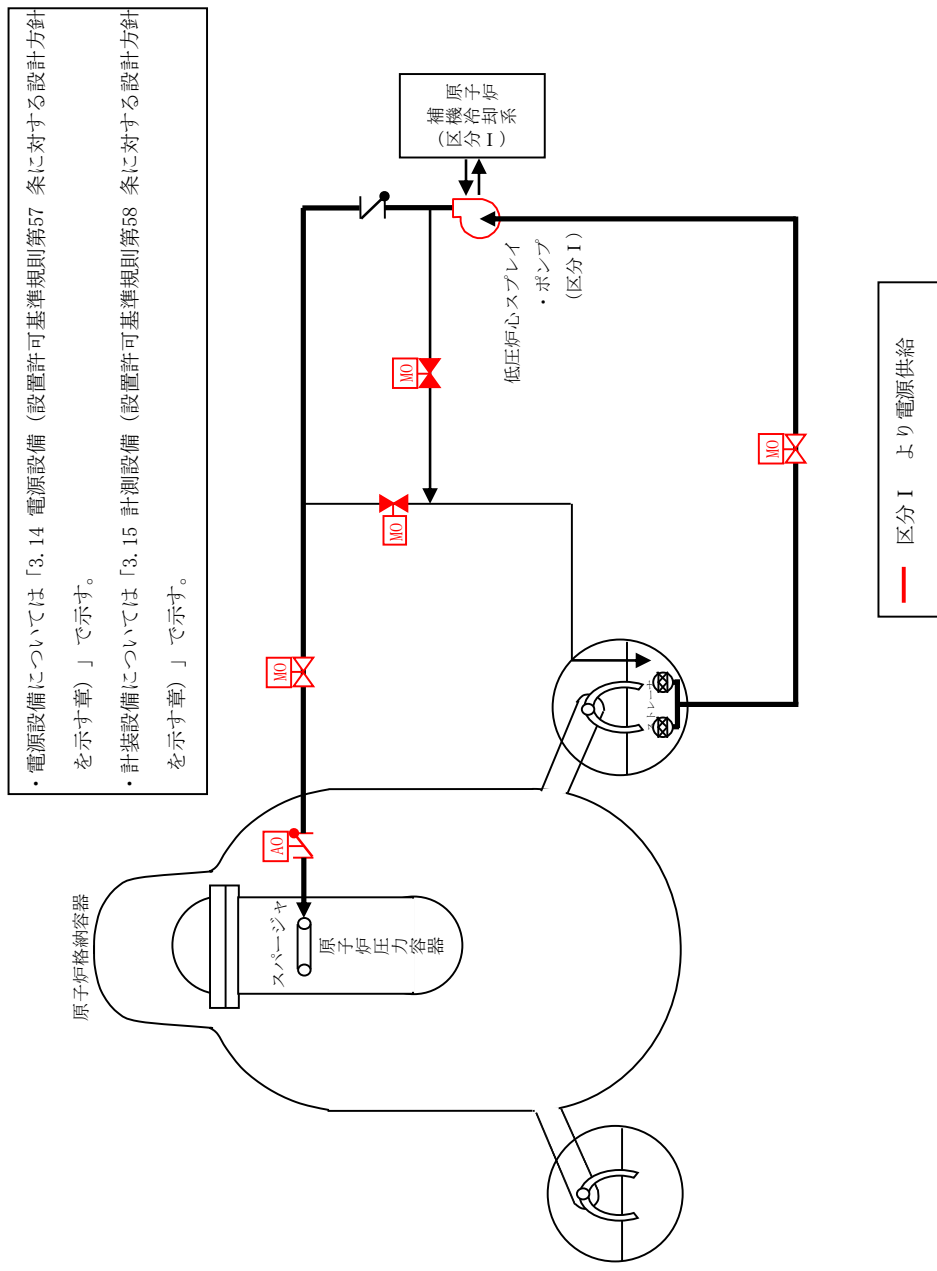 ・電源設備については「3.14 電源設備（設置許可基準規則第57 条に対する設計方針
を示す章）」で示す。
・計装設備については「3.15 計測設備（設置許可基準規則第58 条に対する設計方針
を示す章）」で示す。
原子炉格納容器
スパージャ
原子炉圧力容器
AO
MO
MO
MO
原子炉
補機冷却系
(区分Ⅰ)
低圧炉心スプレイ
・ポンプ
(区分Ⅰ)
ストレーナ
MO
区分Ⅰ より電源供給